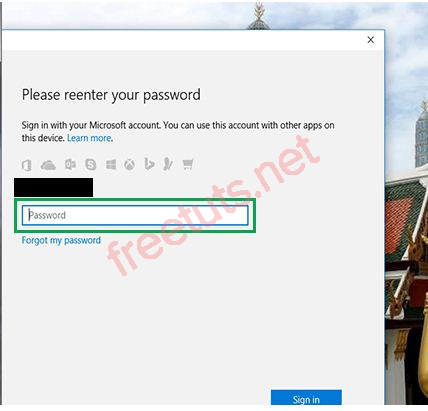 Please reenter your password
Sign in with your Microsoft account. You can use this account with other apps on
this device. Learn more.
Password
Forgot my password
freetuts.net
Sign in